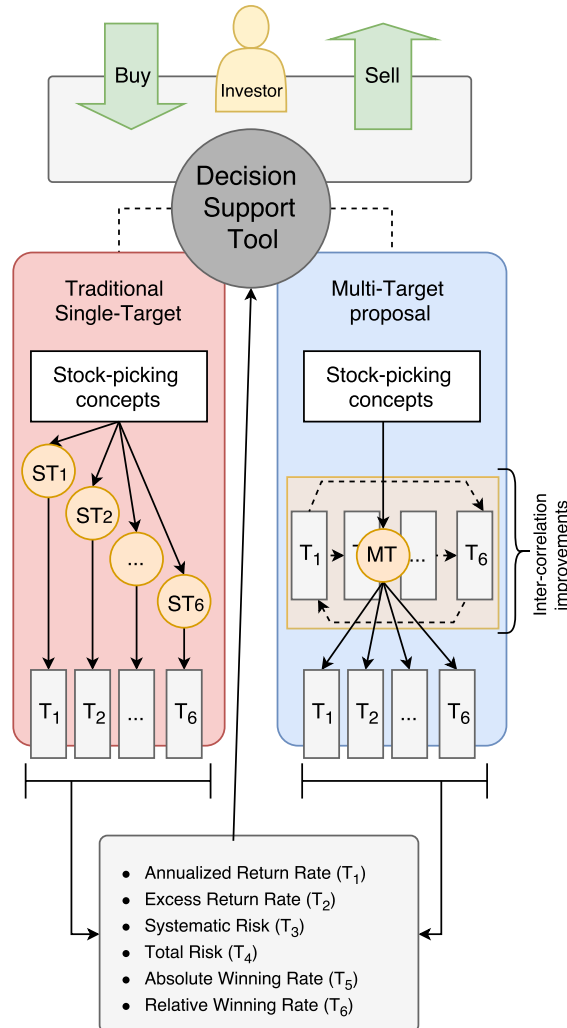 Buy
Investor
Sell
Decision
Support
Tool
Traditional
Single-Target
Multi-Target
proposal
Stock-picking
concepts
Stock-picking
concepts
ST1
ST2
...
ST6
T1
MT
...
T6
Inter-correlation
improvements
T1
T2
...
T6
T1
T2
...
T6
• Annualized Return Rate (T1)
• Excess Return Rate (T2)
• Systematic Risk (T3)
• Total Risk (T4)
• Absolute Winning Rate (T5)
• Relative Winning Rate (T6)